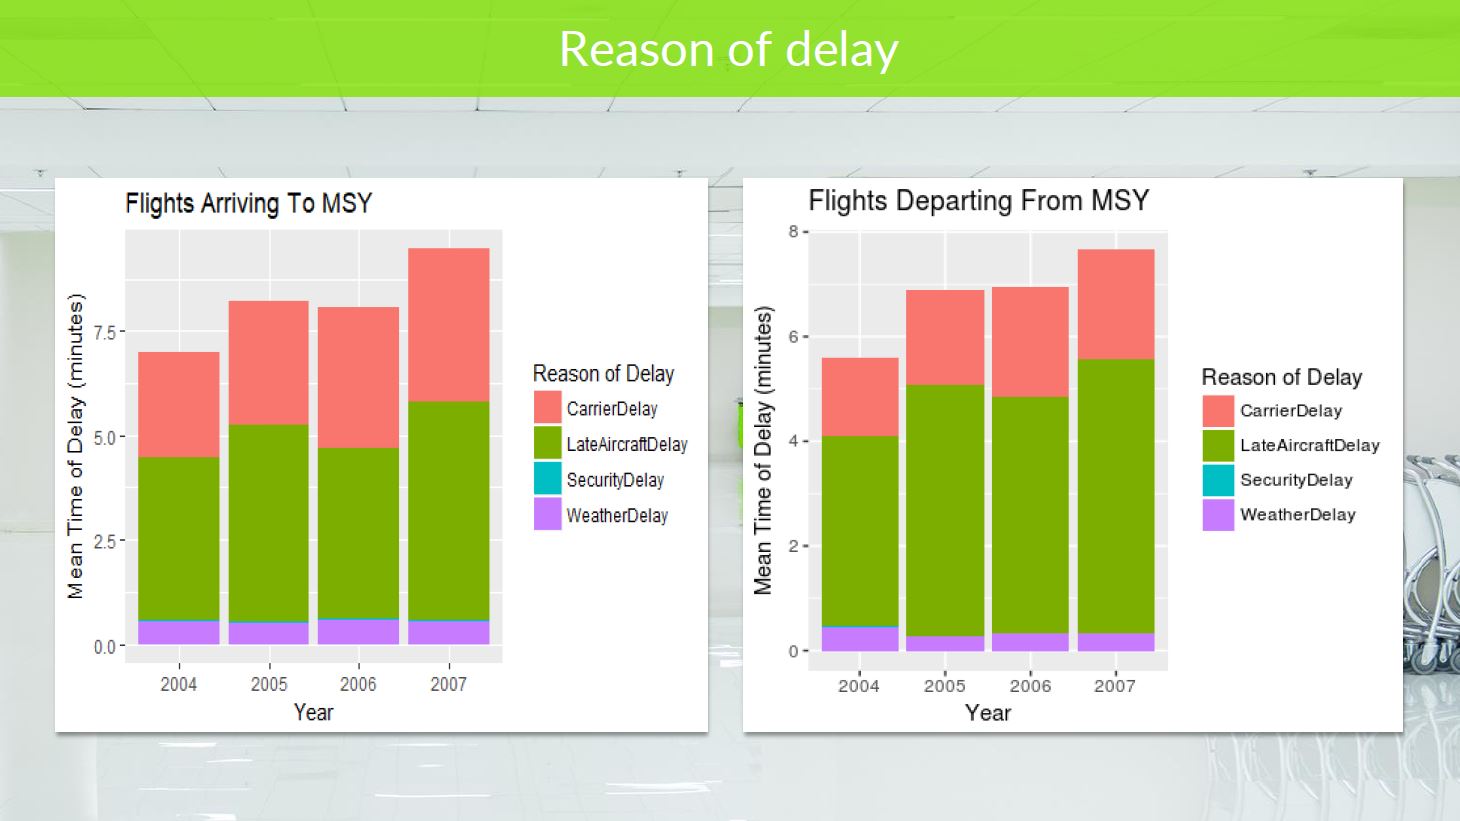 Reason of delay
Flights Arriving To MSY
Mean Time of Delay (minutes)
7.5
5.0
2.5
0.0
2004 2005 2006 2007
Year
Reason of Delay
CarrierDelay
LateAircraftDelay
SecurityDelay
WeatherDelay
Flights Departing From MSY
Mean Time of Delay (minutes)
8
6
4
2
0
2004 2005 2006 2007
Year
Reason of Delay
CarrierDelay
LateAircraftDelay
SecurityDelay
WeatherDelay